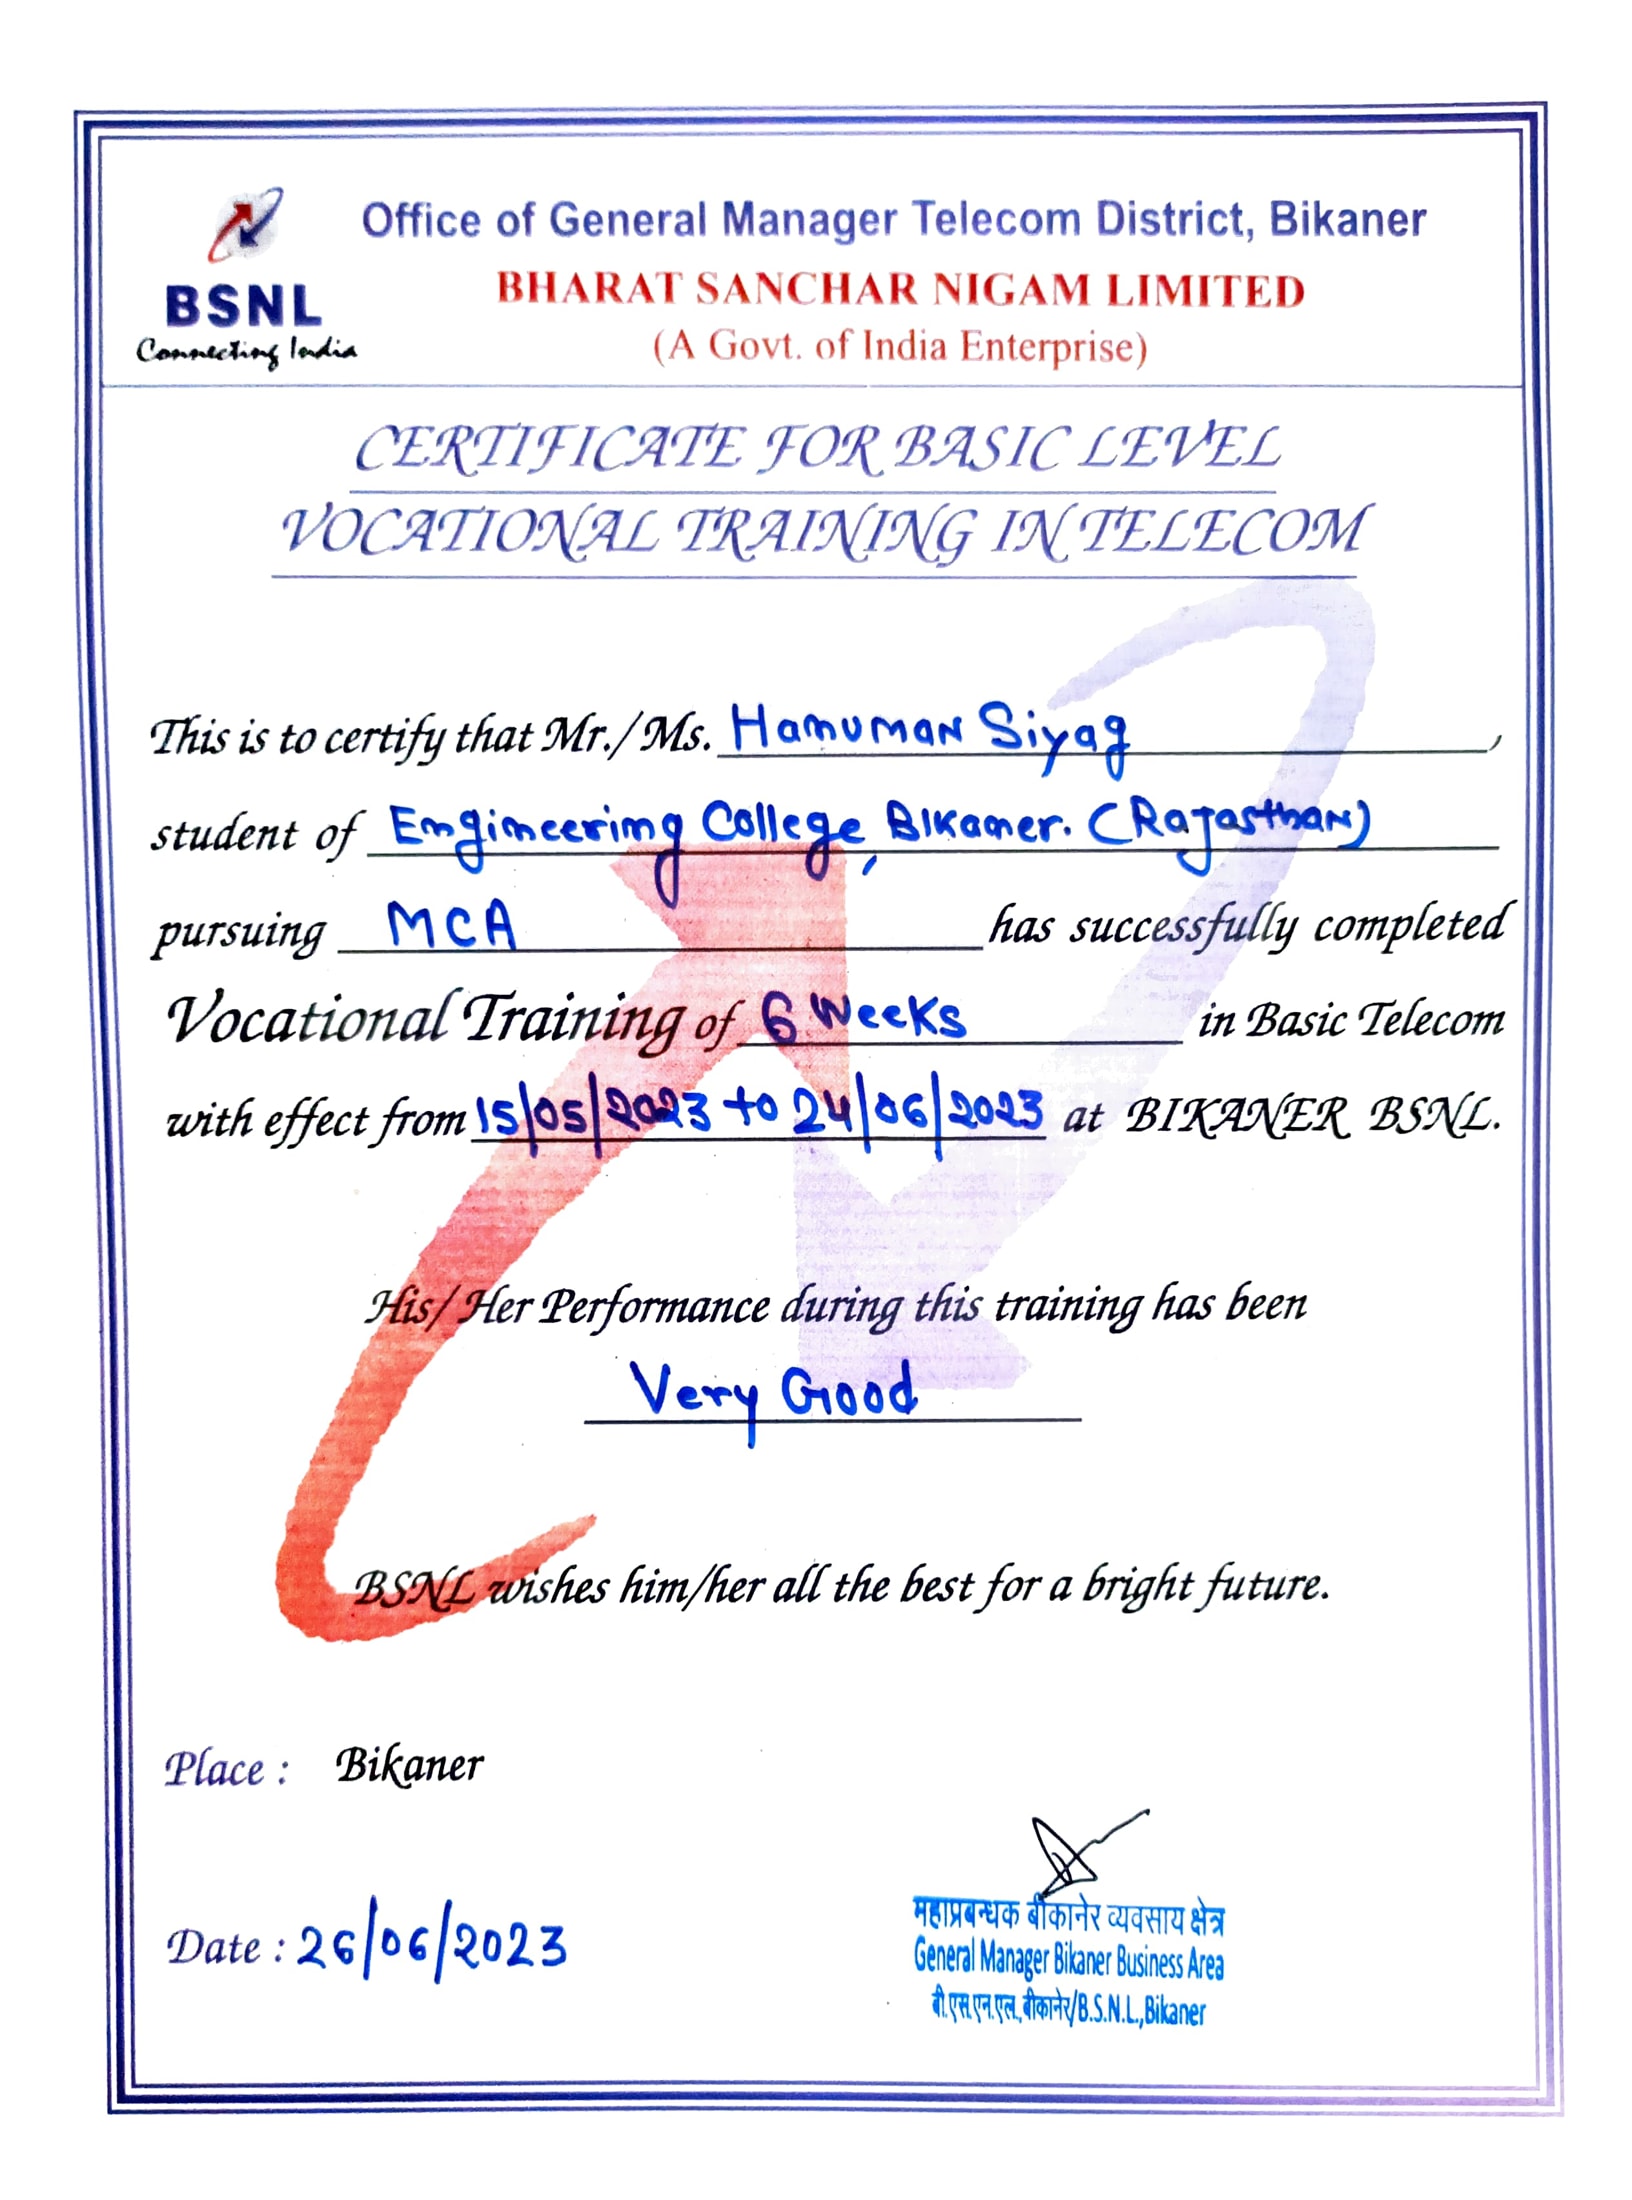 Office of General Manager Telecom District, Bikaner
BHARAT SANCHAR NIGAM LIMITED
(A Govt. of India Enterprise)
BSNL
Connecting India
CERTIFICATE FOR BASIC LEVEL
VOCATIONAL TRAINING IN TELECOM
This is to certify that Mr./Ms. Hanuman Siyag,
student of Engineering College, Bikaner. (Rajasthan)
pursuing MCA has successfully completed
Vocational Training of 6 Weeks in Basic Telecom
with effect from 15/05/2023 to 24/06/2023 at BIKANER BSNL.
His/Her Performance during this training has been
Very Good
BSNL wishes him/her all the best for a bright future.
Place : Bikaner
Date : 26/06/2023
महाप्रबन्धक बीकानेर व्यवसाय क्षेत्र
General Manager Bikaner Business Area
बी.एस.एन.एल., बीकानेर/B.S.N.L., Bikaner